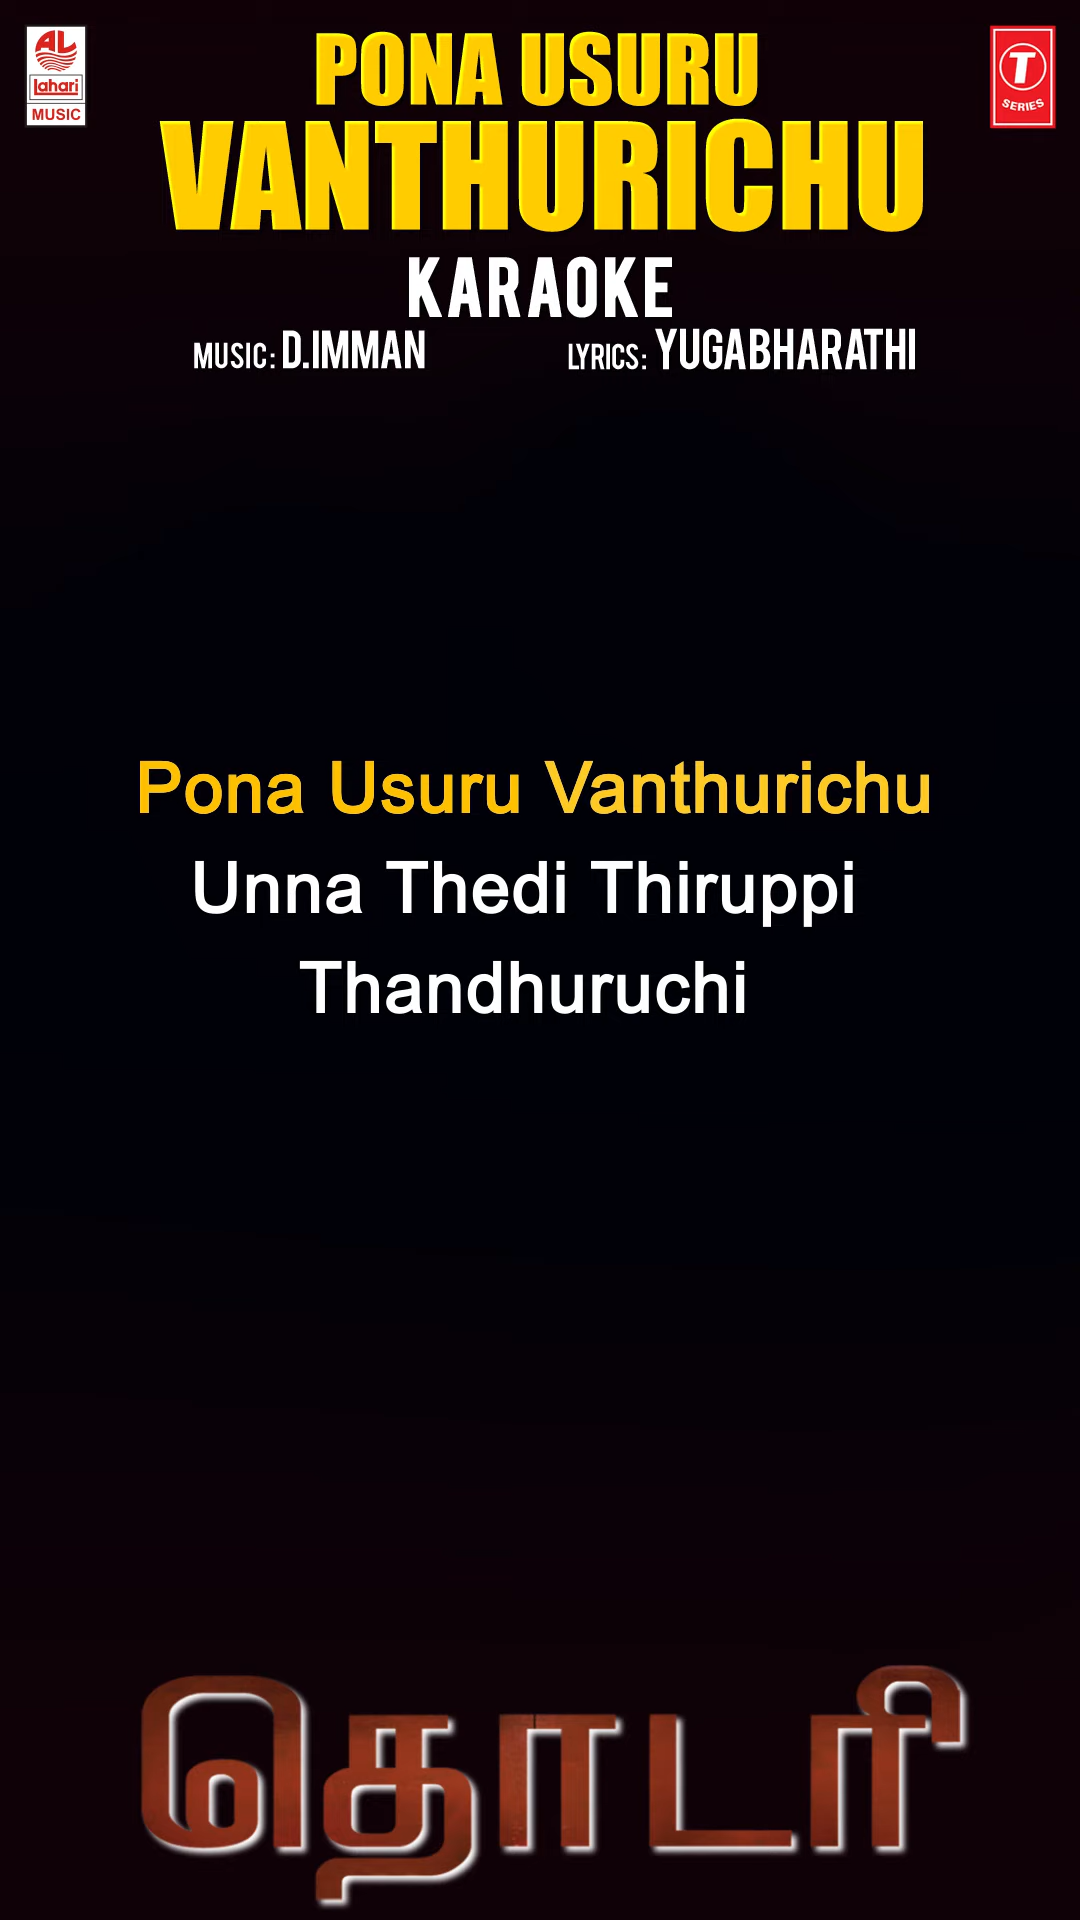 AL
lahari
MUSIC
T
SERIES
PONA USURU
VANTHURICHU
KARAOKE
MUSIC: D.IMMAN
LYRICS: YUGABHARATHI
Pona Usuru Vanthurichu
Unna Thedi Thiruppi
Thandhuruchi
தொடரி